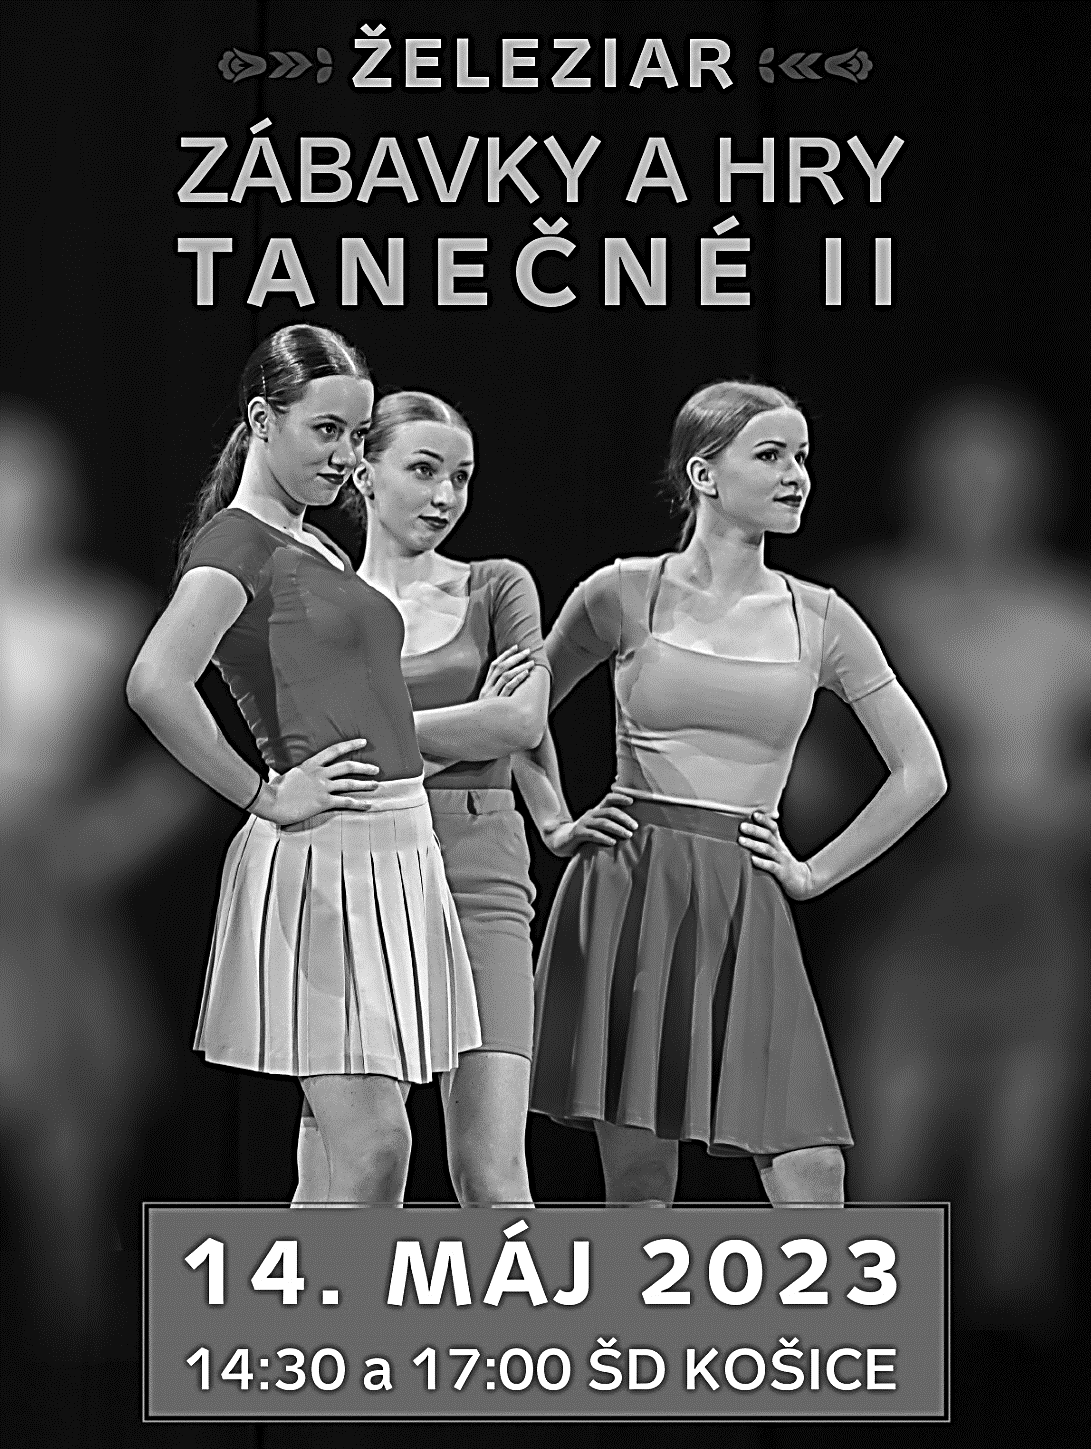 ŽELEZIAR
ZÁBAVKY A HRY
TANEČNÉ II
14. MÁJ 2023
14:30 a 17:00 ŠD KOŠICE